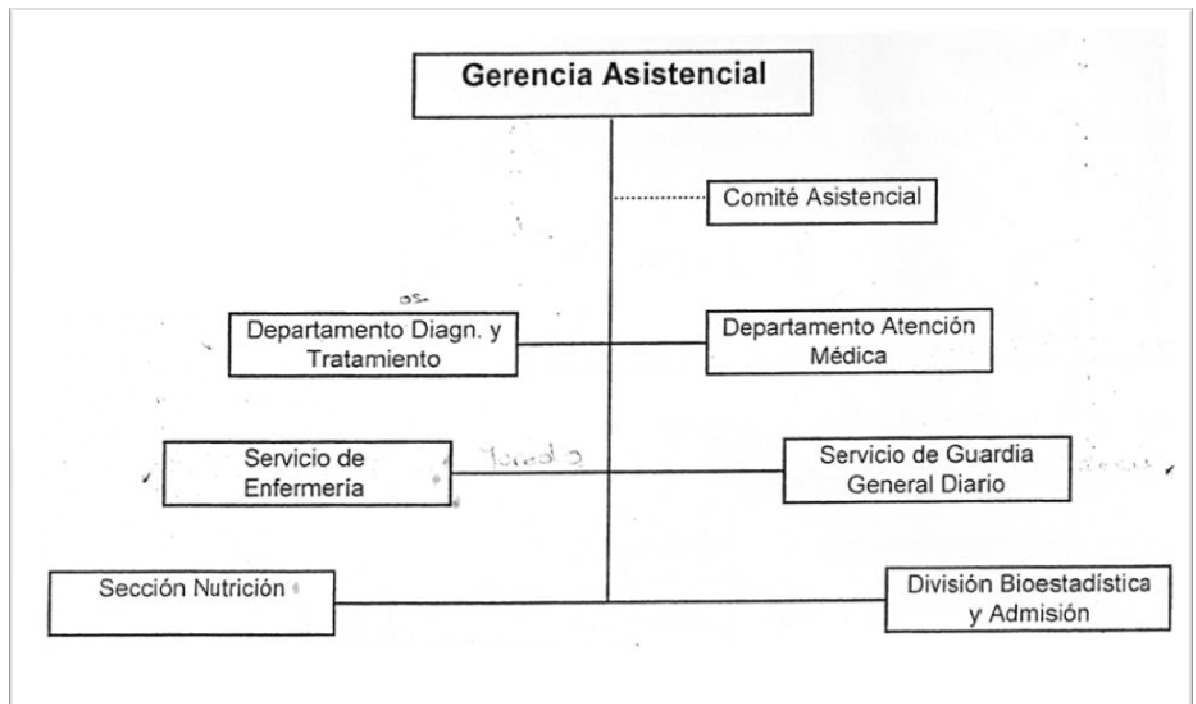 Gerencia Asistencial
Comité Asistencial
Departamento Diagn. y
Tratamiento
Departamento Atención
Médica
Servicio de
Enfermería
Servicio de Guardia
General Diario
Sección Nutrición
División Bioestadística
y Admisión